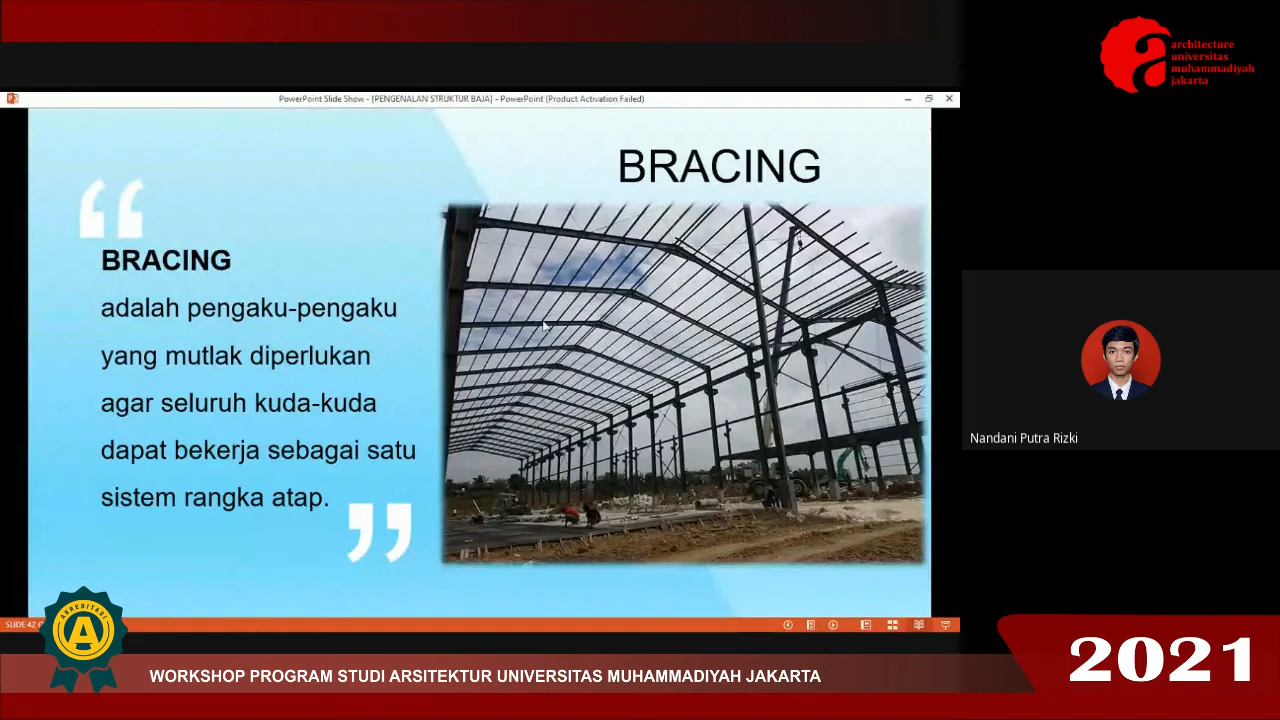 architecture
universitas
muhammadiyah
jakarta
PowerPoint Slide Show - [PENGENALAN STRUKTUR BAJA] - PowerPoint (Product Activation Failed)
BRACING
BRACING
adalah pengaku-pengaku
yang mutlak diperlukan
agar seluruh kuda-kuda
dapat bekerja sebagai satu
sistem rangka atap.
Nandani Putra Rizki
SLIDE 42
AKREDITASI
A
WORKSHOP PROGRAM STUDI ARSITEKTUR UNIVERSITAS MUHAMMADIYAH JAKARTA
2021